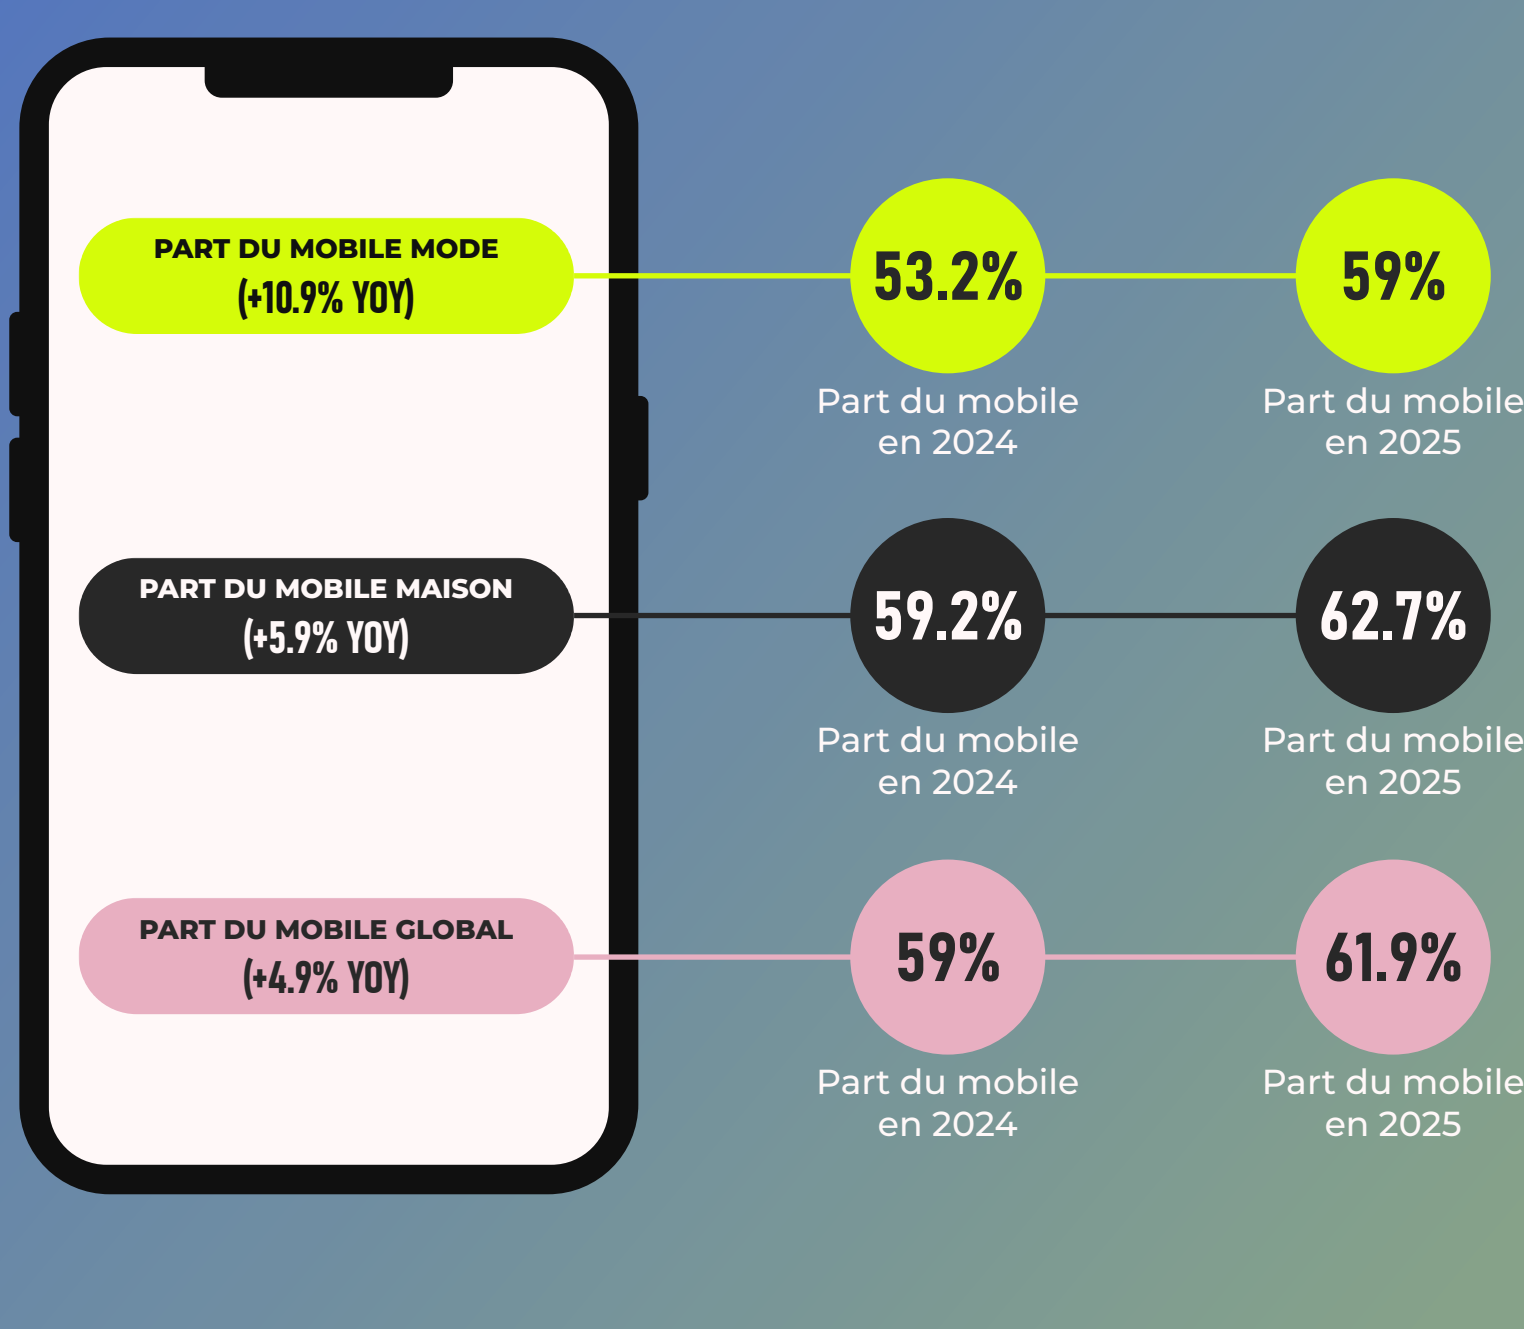 PART DU MOBILE MODE
(+10.9% YOY)
53.2%
59%
Part du mobile
en 2024
Part du mobile
en 2025
PART DU MOBILE MAISON
(+5.9% YOY)
59.2%
62.7%
Part du mobile
en 2024
Part du mobile
en 2025
PART DU MOBILE GLOBAL
(+4.9% YOY)
59%
61.9%
Part du mobile
en 2024
Part du mobile
en 2025